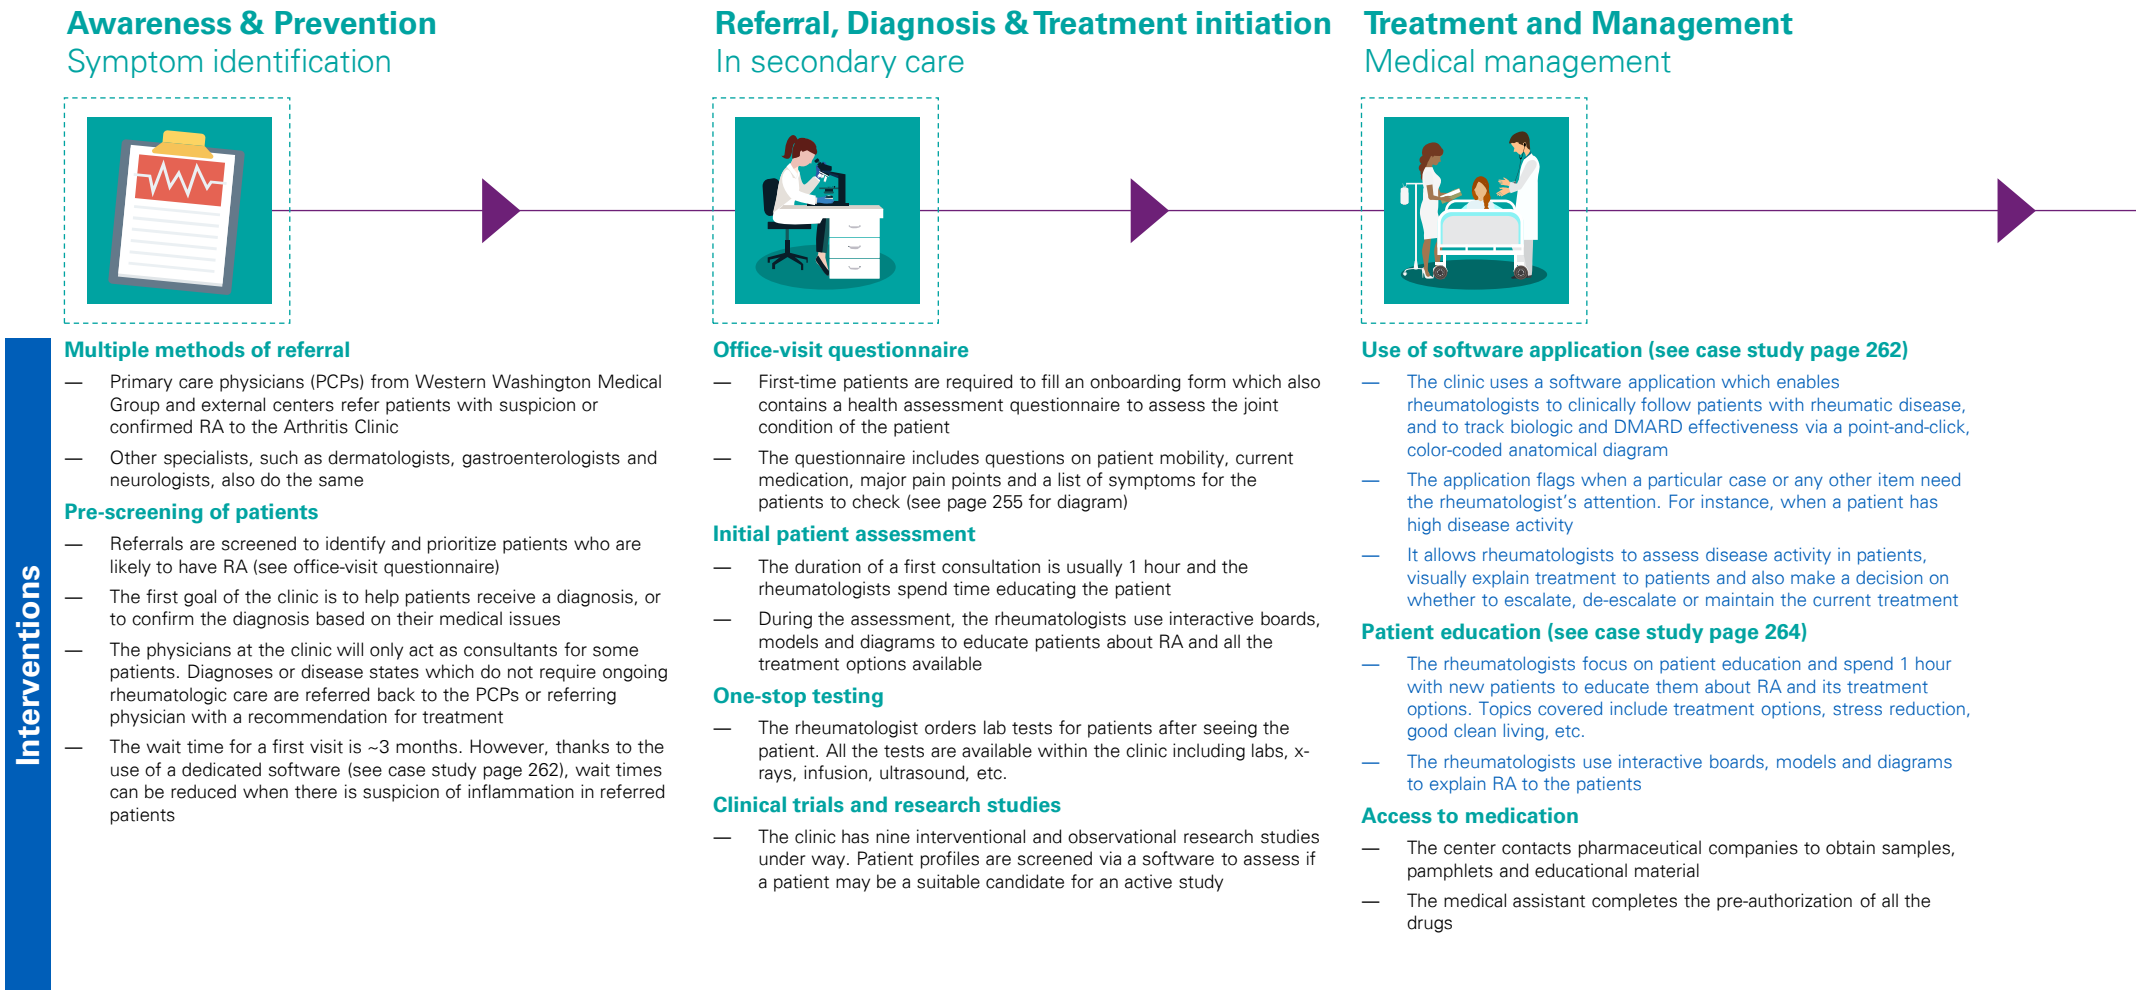 Awareness & Prevention
Symptom identification
Referral, Diagnosis & Treatment initiation
In secondary care
Treatment and Management
Medical management
Interventions
Multiple methods of referral
— Primary care physicians (PCPs) from Western Washington Medical
Group and external centers refer patients with suspicion or
confirmed RA to the Arthritis Clinic
— Other specialists, such as dermatologists, gastroenterologists and
neurologists, also do the same
Pre-screening of patients
— Referrals are screened to identify and prioritize patients who are
likely to have RA (see office-visit questionnaire)
— The first goal of the clinic is to help patients receive a diagnosis, or
to confirm the diagnosis based on their medical issues
— The physicians at the clinic will only act as consultants for some
patients. Diagnoses or disease states which do not require ongoing
rheumatologic care are referred back to the PCPs or referring
physician with a recommendation for treatment
— The wait time for a first visit is ~3 months. However, thanks to the
use of a dedicated software (see case study page 262), wait times
can be reduced when there is suspicion of inflammation in referred
patients
Office-visit questionnaire
— First-time patients are required to fill an onboarding form which also
contains a health assessment questionnaire to assess the joint
condition of the patient
— The questionnaire includes questions on patient mobility, current
medication, major pain points and a list of symptoms for the
patients to check (see page 255 for diagram)
Initial patient assessment
— The duration of a first consultation is usually 1 hour and the
rheumatologists spend time educating the patient
— During the assessment, the rheumatologists use interactive boards,
models and diagrams to educate patients about RA and all the
treatment options available
One-stop testing
— The rheumatologist orders lab tests for patients after seeing the
patient. All the tests are available within the clinic including labs, x-
rays, infusion, ultrasound, etc.
Clinical trials and research studies
— The clinic has nine interventional and observational research studies
under way. Patient profiles are screened via a software to assess if
a patient may be a suitable candidate for an active study
Use of software application (see case study page 262)
— The clinic uses a software application which enables
rheumatologists to clinically follow patients with rheumatic disease,
and to track biologic and DMARD effectiveness via a point-and-click,
color-coded anatomical diagram
— The application flags when a particular case or any other item need
the rheumatologist's attention. For instance, when a patient has
high disease activity
— It allows rheumatologists to assess disease activity in patients,
visually explain treatment to patients and also make a decision on
whether to escalate, de-escalate or maintain the current treatment
Patient education (see case study page 264)
— The rheumatologists focus on patient education and spend 1 hour
with new patients to educate them about RA and its treatment
options. Topics covered include treatment options, stress reduction,
good clean living, etc.
— The rheumatologists use interactive boards, models and diagrams
to explain RA to the patients
Access to medication
— The center contacts pharmaceutical companies to obtain samples,
pamphlets and educational material
— The medical assistant completes the pre-authorization of all the
drugs